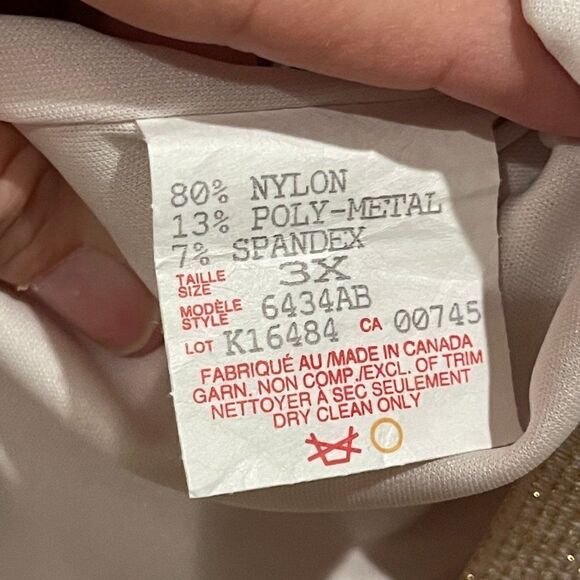 80% NYLON
13% POLY-METAL
7% SPANDEX
TAILLE
SIZE 3X
MODÈLE
STYLE 6434AB
LOT K16484 CA 00745
FABRIQUÉ AU/MADE IN CANADA
GARN. NON COMP./EXCL. OF TRIM
NETTOYER À SEC SEULEMENT
DRY CLEAN ONLY